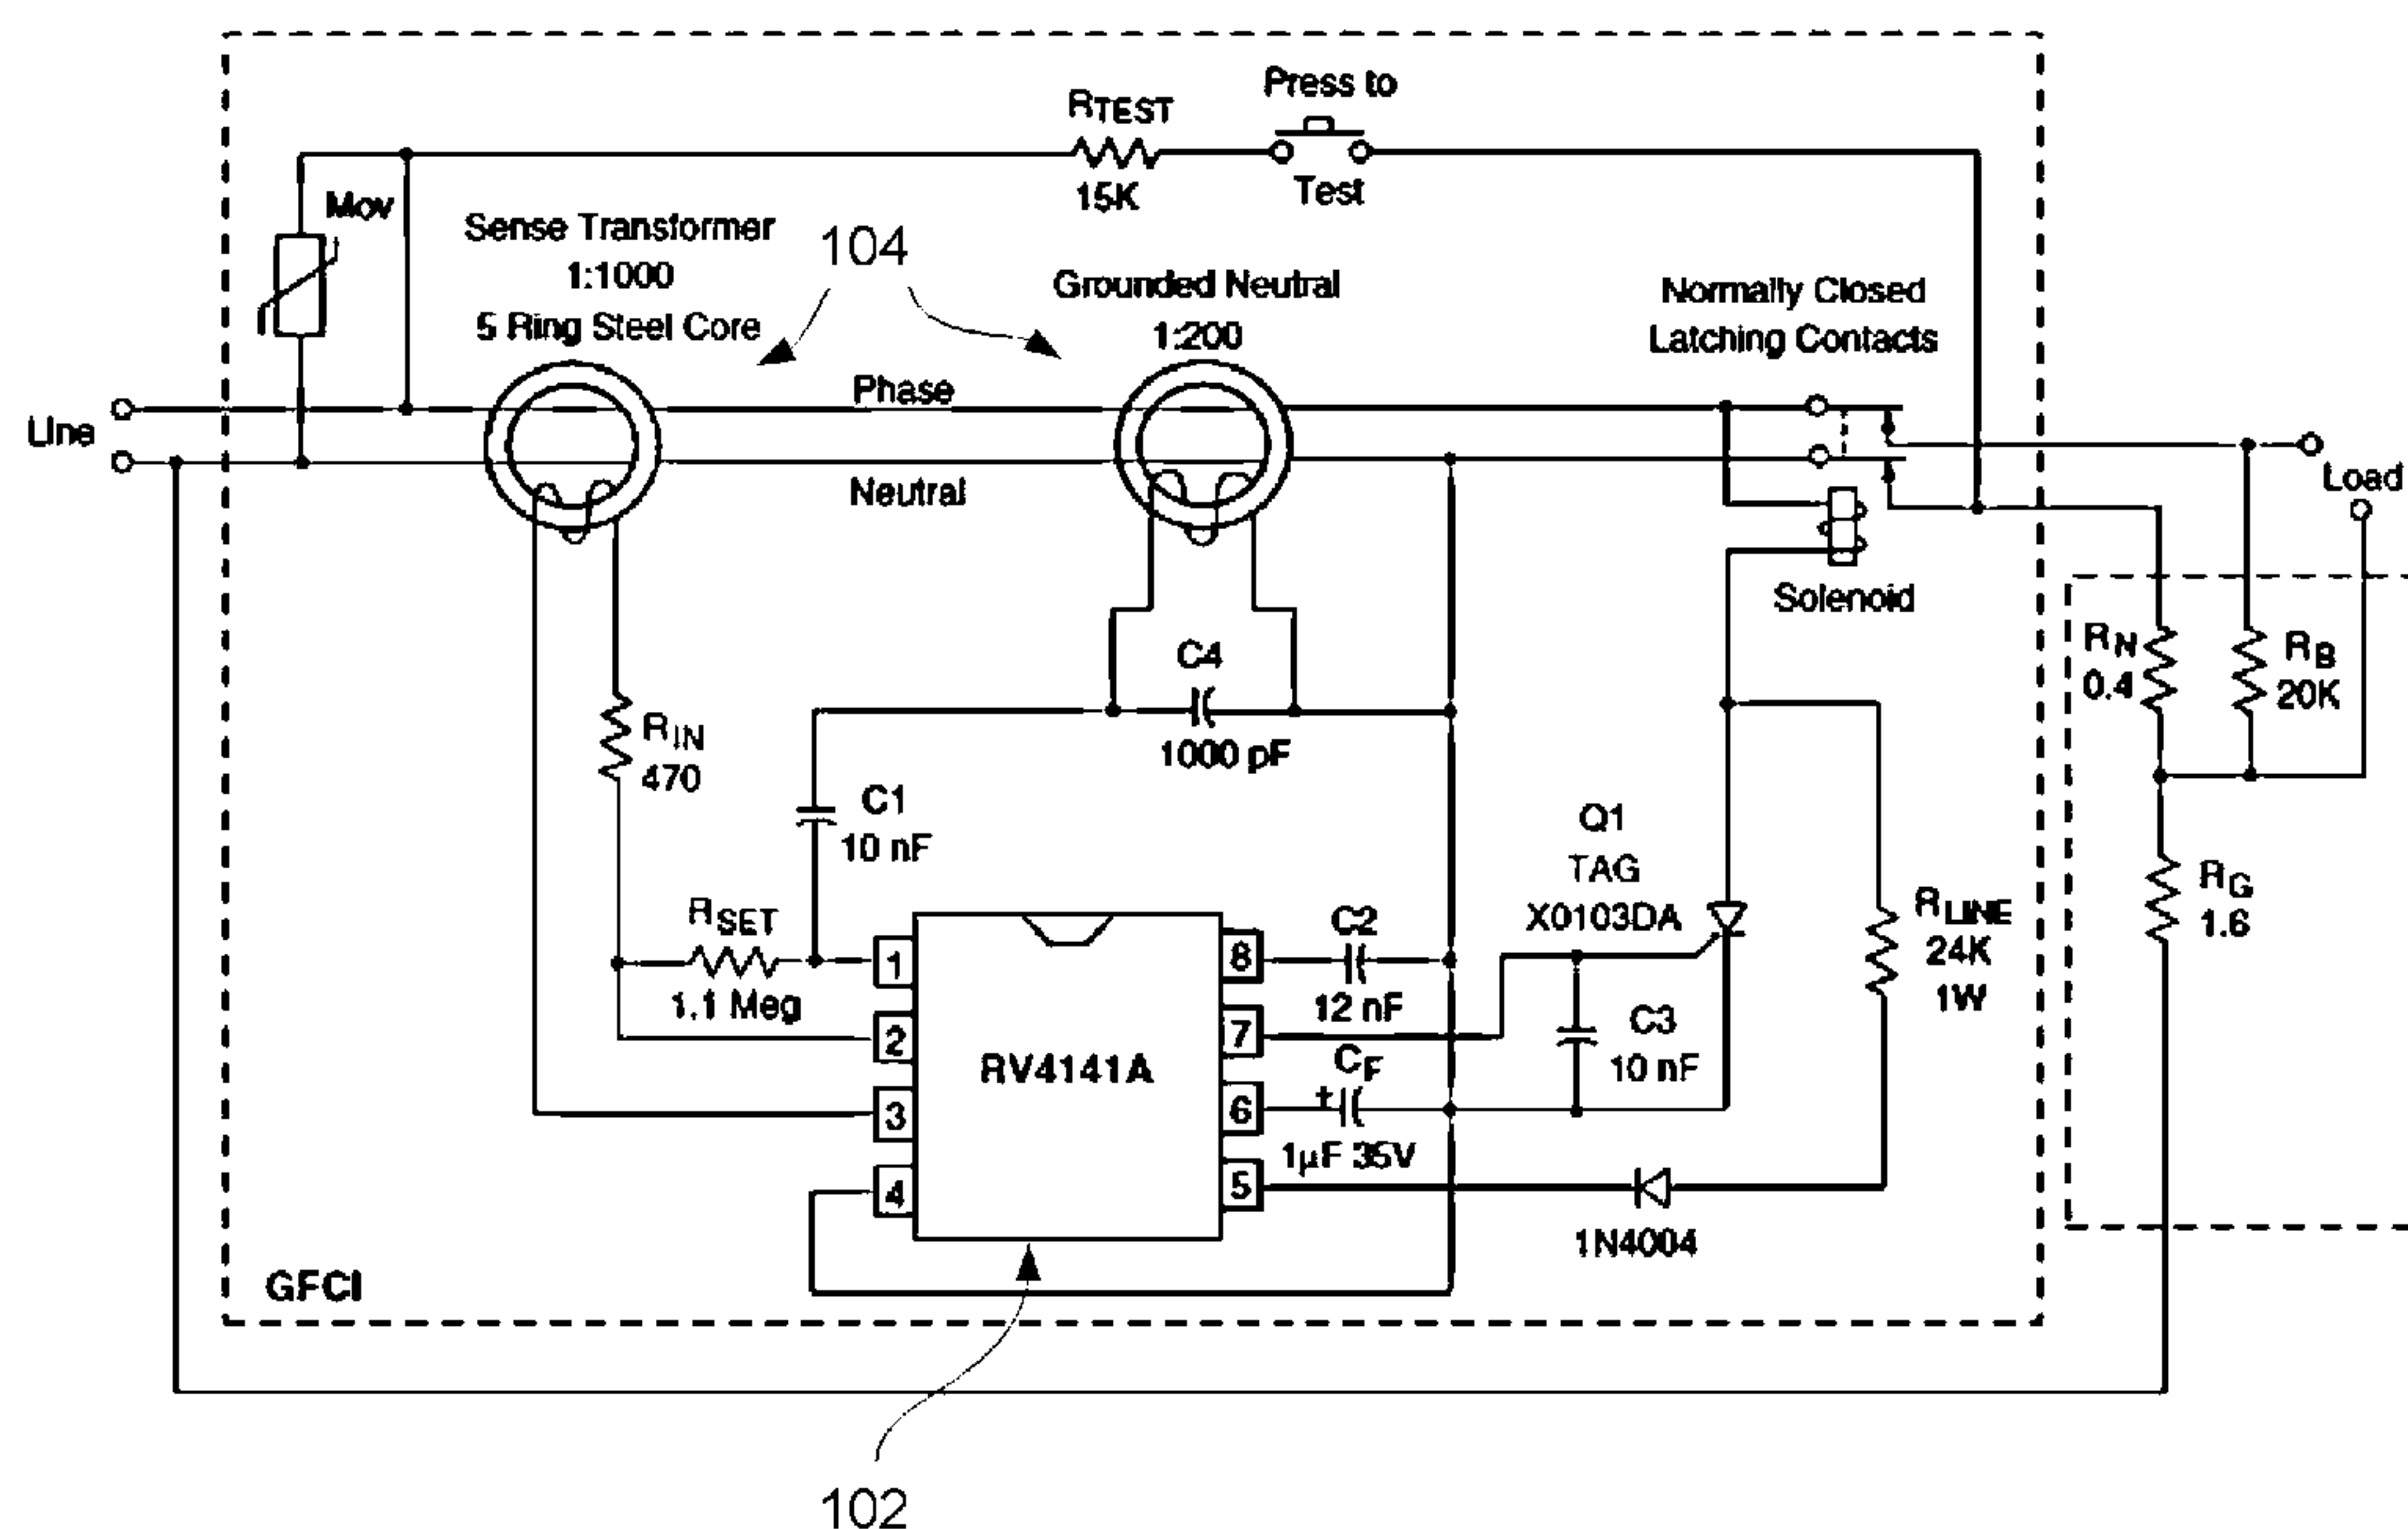 Press to
Test
RTEST
15K
Mov
Sense Transformer
1:1000
5 Ring Steel Core
104
Grounded Neutral
1:200
Normally Closed
Latching Contacts
Line
Phase
Neutral
Load
Solenoid
RN
0.4
RB
20K
C4
1000 pF
RIN
470
C1
10 nF
Q1
TAG
X0103DA
RG
1.6
RSET
1.1 Meg
C2
12 nF
RLINE
24K
1W
1
2
3
4
RV4141A
8
7
6
5
C3
10 nF
CF
+
1µF 35V
1N4004
GFCI
102